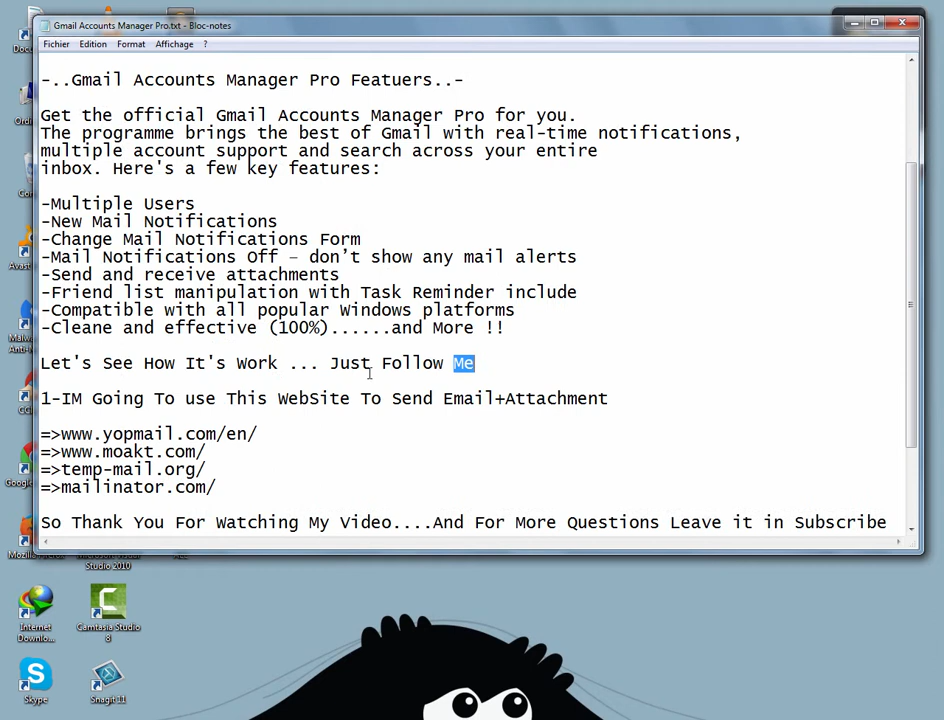 Gmail Accounts Manager Pro.txt - Bloc-notes
Fichier Edition Format Affichage ?
-..Gmail Accounts Manager Pro Featuers..-
Get the official Gmail Accounts Manager Pro for you.
The programme brings the best of Gmail with real-time notifications,
multiple account support and search across your entire
inbox. Here's a few key features:
-Multiple Users
-New Mail Notifications
-Change Mail Notifications Form
-Mail Notifications Off – don’t show any mail alerts
-Send and receive attachments
-Friend list manipulation with Task Reminder include
-Compatible with all popular Windows platforms
-Cleane and effective (100%)......and More !!
Let's See How It's Work ... Just Follow Me
1-IM Going To use This WebSite To Send Email+Attachment
=>www.yopmail.com/en/
=>www.moakt.com/
=>temp-mail.org/
=>mailinator.com/
So Thank You For Watching My Video....And For More Questions Leave it in Subscribe
Studio 2010
Internet
Downlo...
Camtasia Studio
8
Skype
Snagit 11